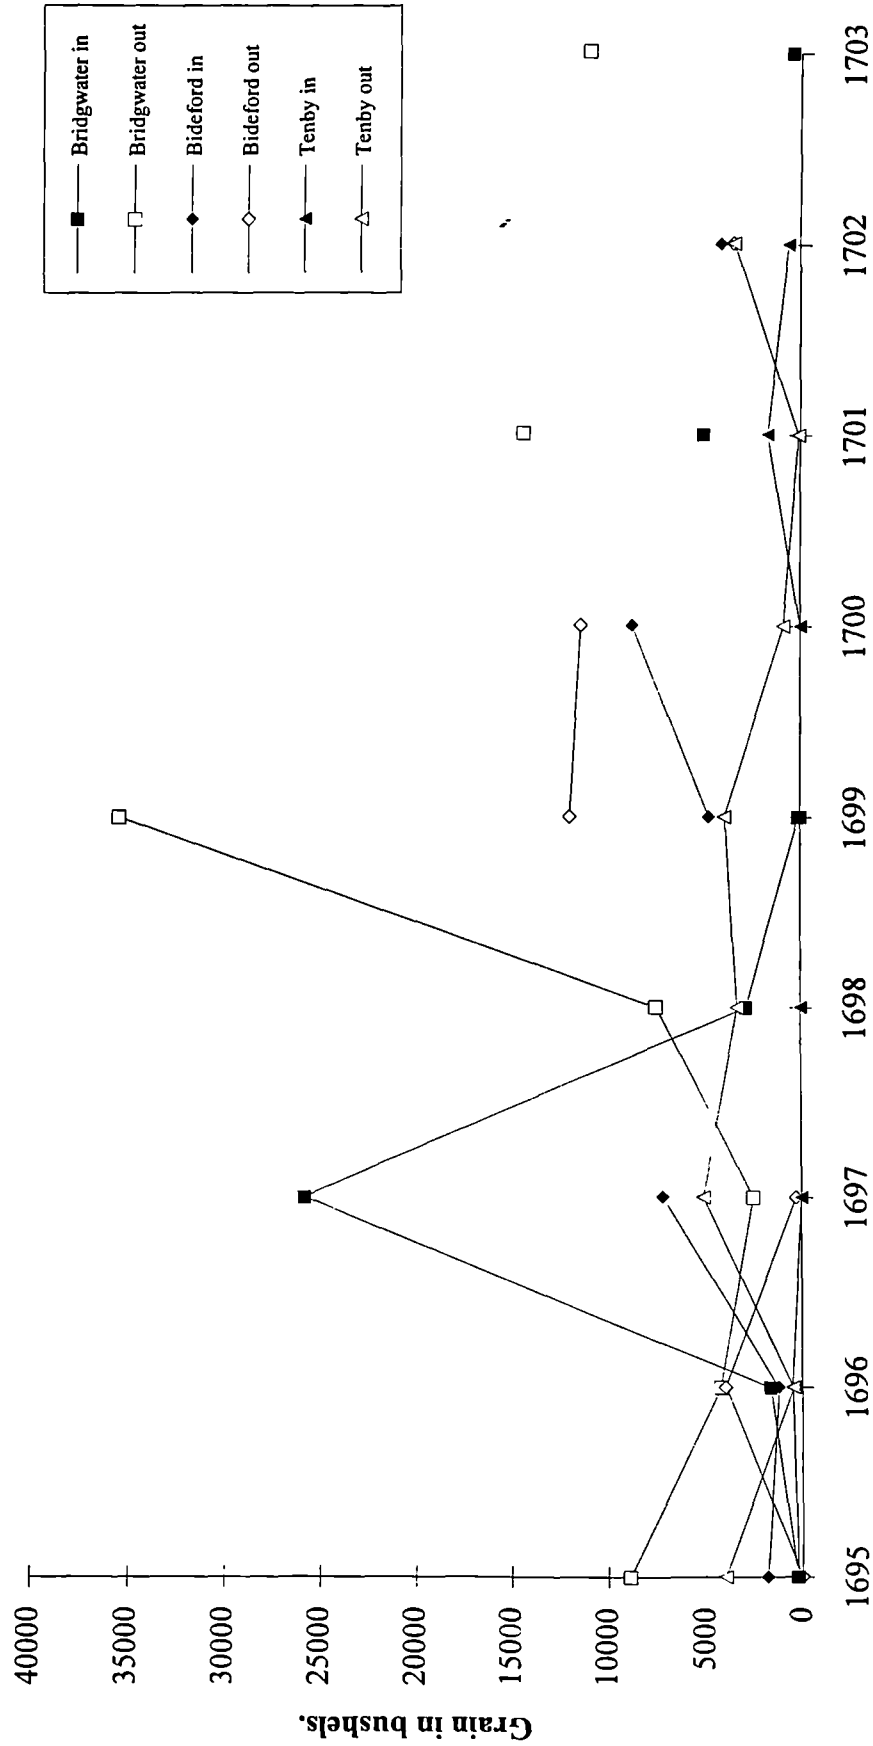 Bridgwater in
Bridgwater out
Bideford in
Bideford out
Tenby in
Tenby out
Grain in bushels.
40000
35000
30000
25000
20000
15000
10000
5000
0
1695
1696
1697
1698
1699
1700
1701
1702
1703